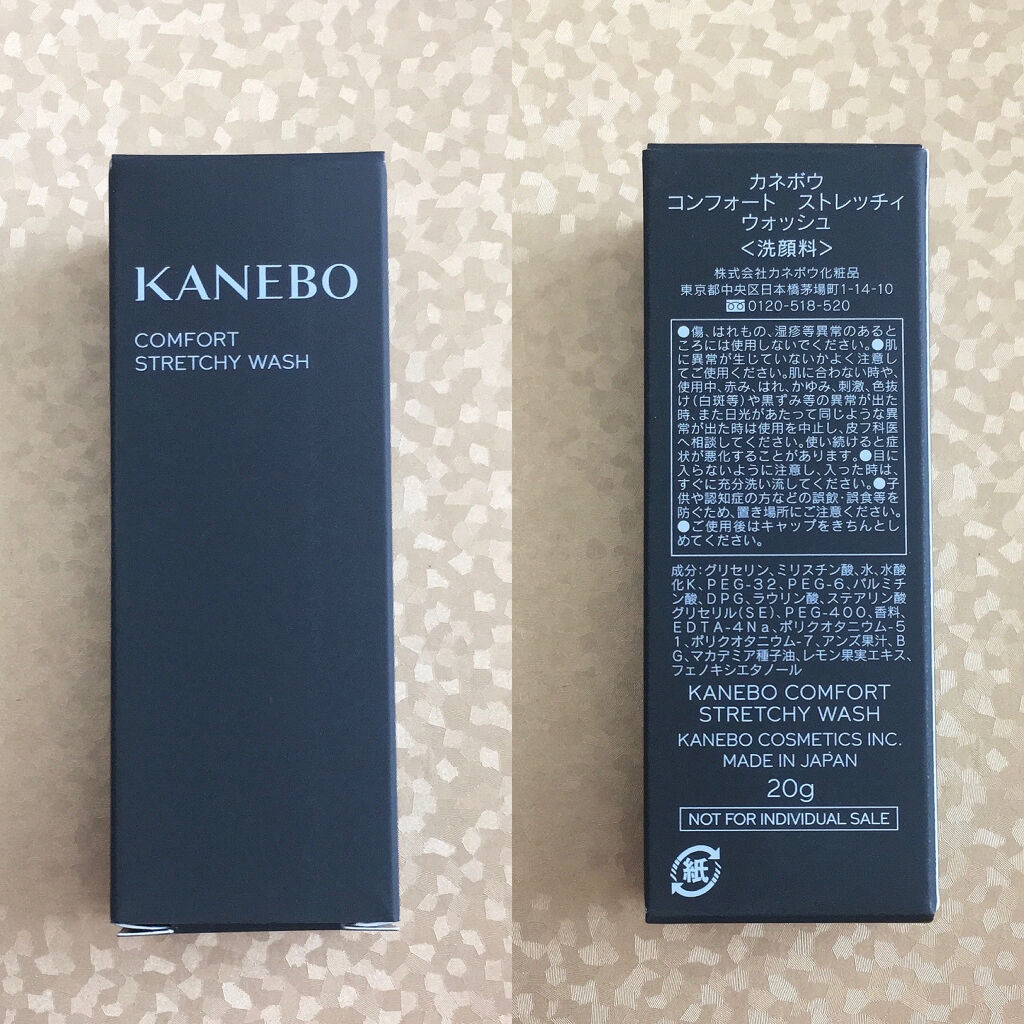 KANEBO
COMFORT
STRETCHY WASH
カネボウ
コンフォート ストレッチィ
ウォッシュ
<洗顔料>
株式会社カネボウ化粧品
東京都中央区日本橋茅場町1-14-10
0120-518-520
●傷、はれもの、湿疹等異常のあると
ころには使用しないでください。●肌
に異常が生じていないかよく注意し
てご使用ください。肌に合わない時や、
使用中、赤み、はれ、かゆみ、刺激、色抜
け(白斑等)や黒ずみ等の異常が出た
時、また日光があたって同じような異
常が出た時は使用を中止し、皮フ科医
へ相談してください。使い続けると症
状が悪化することがあります。●目に
入らないように注意し、入った時は、
すぐに充分洗い流してください。●子
供や認知症の方などの誤飲・誤食等を
防ぐため、置き場所にご注意ください。
●ご使用後はキャップをきちんとし
めてください。
成分:グリセリン、ミリスチン酸、水、水酸
化K、PEG-32、PEG-6、パルミチ
ン酸、DPG、ラウリン酸、ステアリン酸
グリセリル(SE)、PEG-400、香料、
EDTA-4Na、ポリクオタニウム-5
1、ポリクオタニウム-7、アンズ果汁、B
G、マカデミア種子油、レモン果実エキス、
フェノキシエタノール
KANEBO COMFORT
STRETCHY WASH
KANEBO COSMETICS INC.
MADE IN JAPAN
20g
NOT FOR INDIVIDUAL SALE
紙